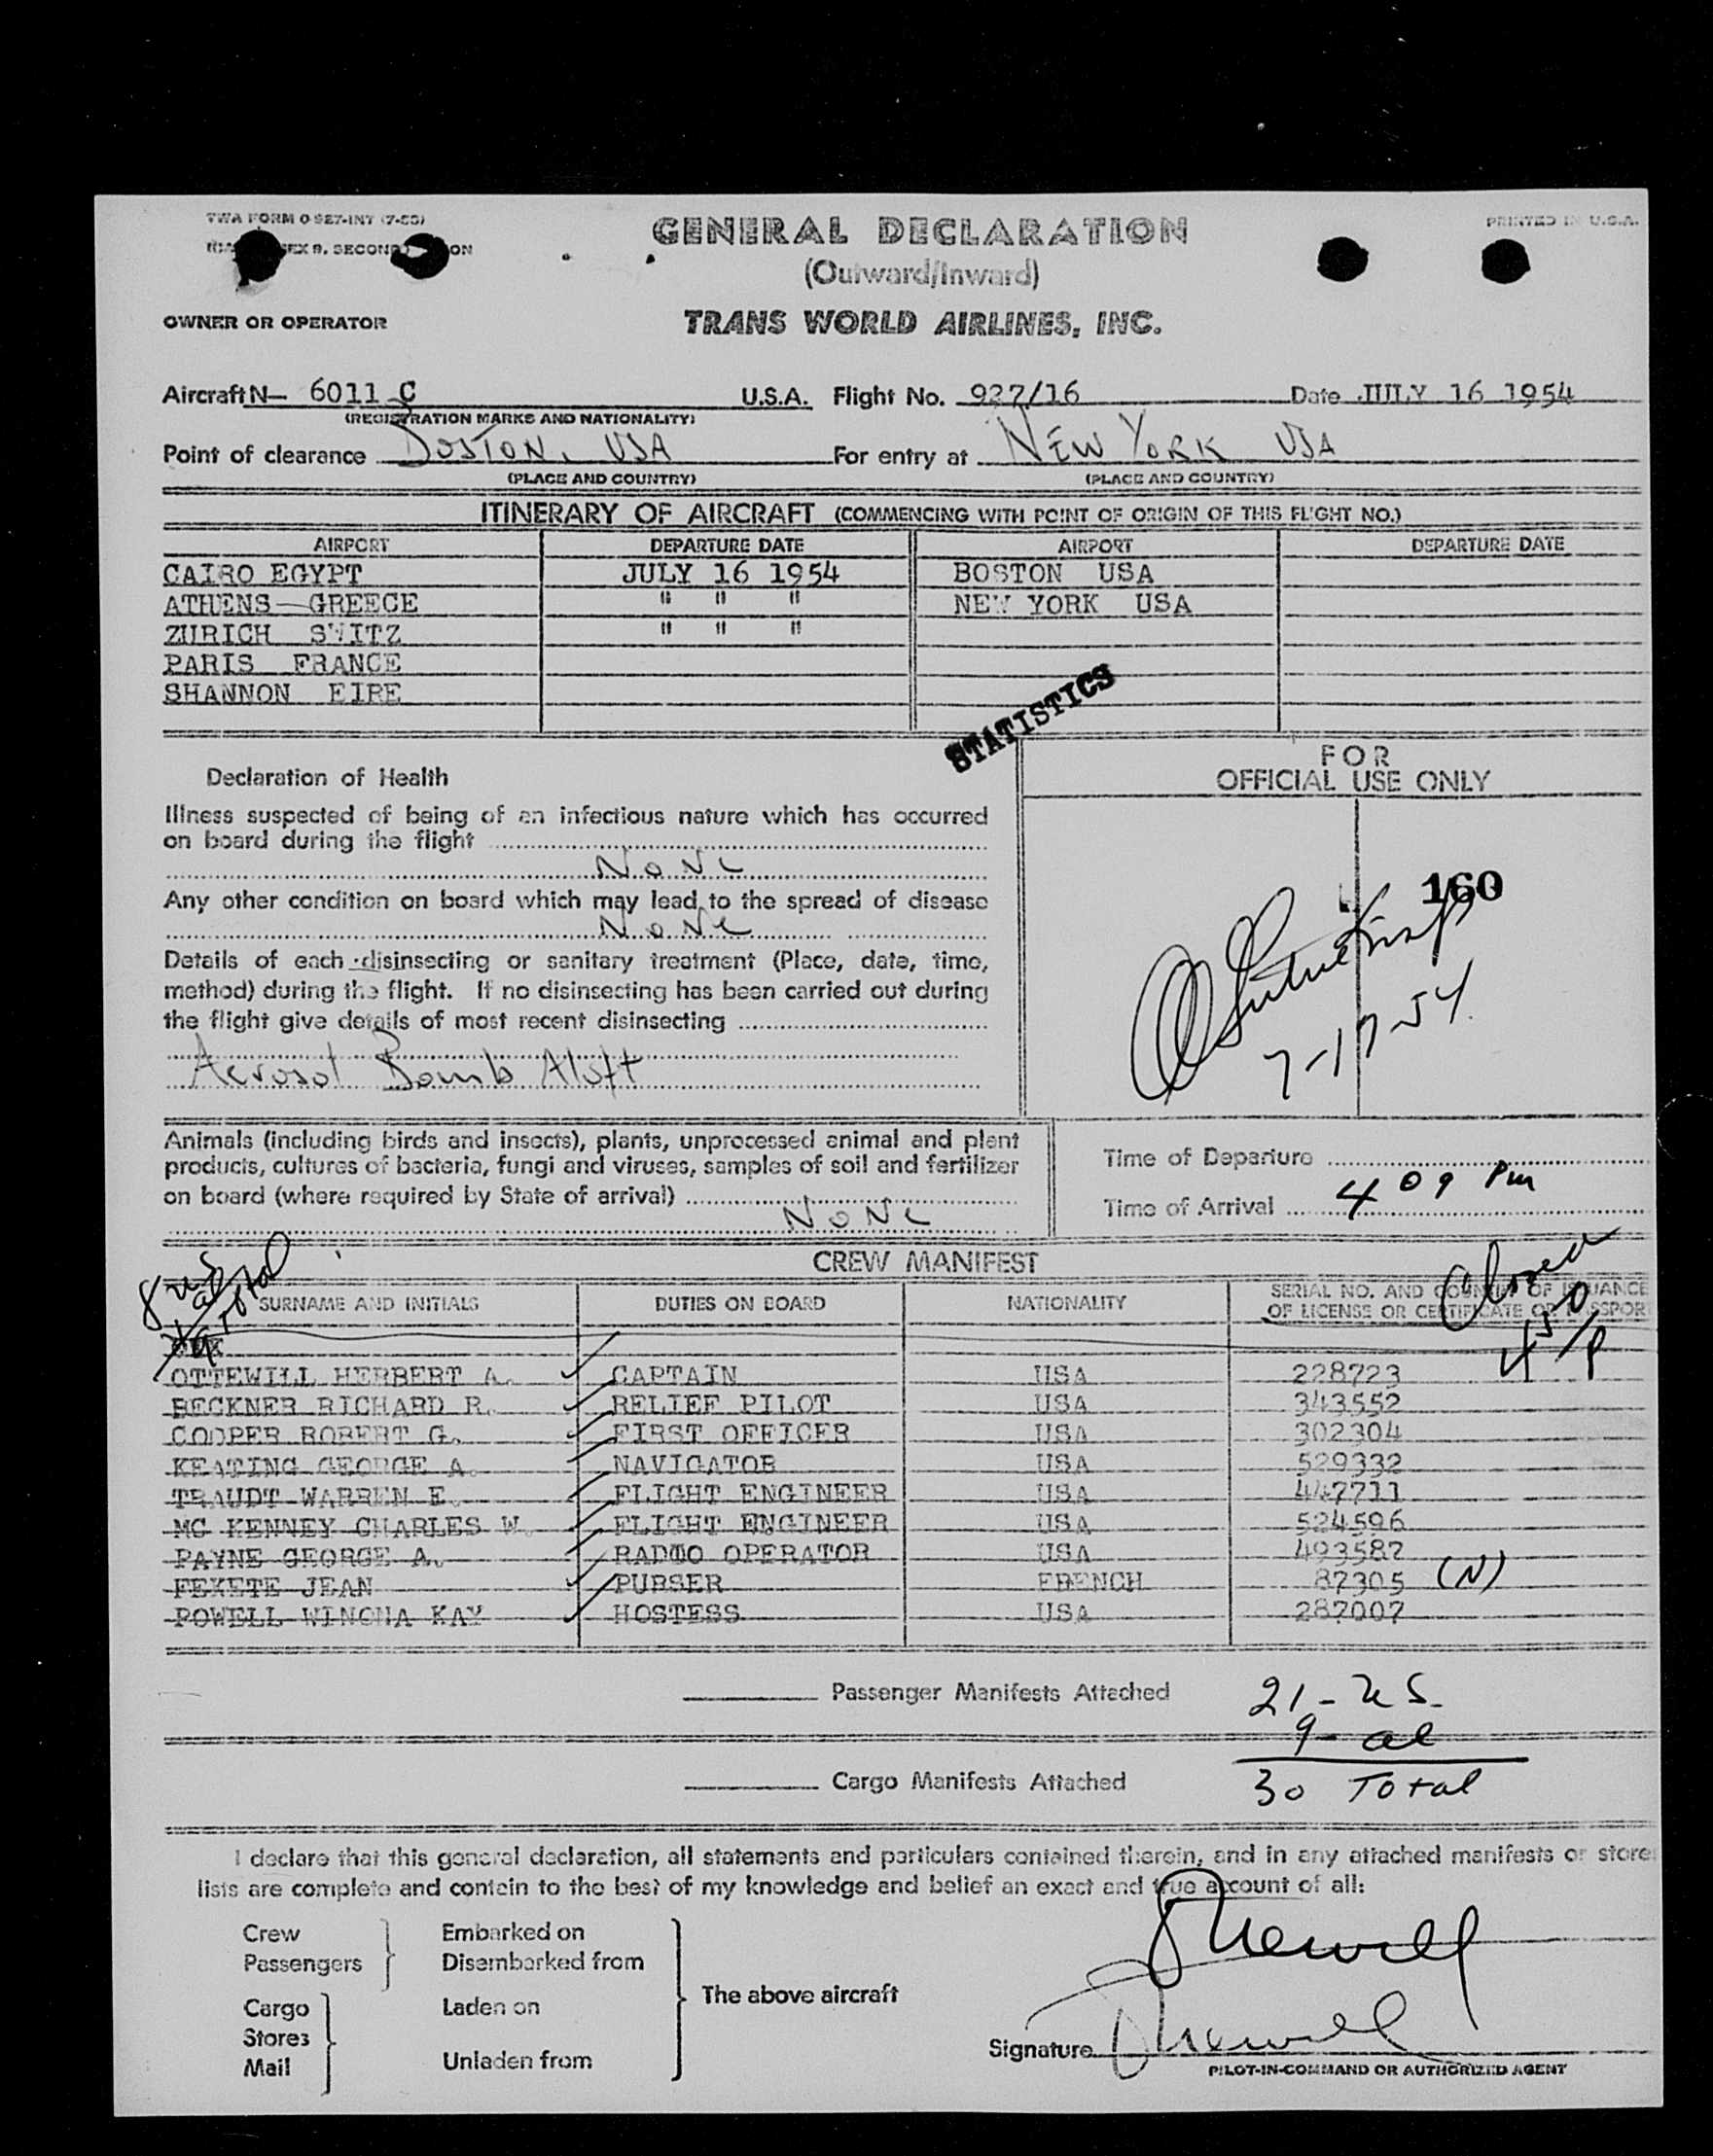 TWA FORM O 927-INT (7-53)
EX 9, SECOND ON
PRINTED IN U.S.A.
GENERAL DECLARATION
(Outward/Inward)
OWNER OR OPERATOR
TRANS WORLD AIRLINES, INC.
Aircraft N— 6011 C U.S.A. Flight No. 927/16 Date JULY 16 1954
(REGISTRATION MARKS AND NATIONALITY)
Point of clearance BOSTON, USA For entry at NEW YORK USA
(PLACE AND COUNTRY) (PLACE AND COUNTRY)
ITINERARY OF AIRCRAFT (COMMENCING WITH POINT OF ORIGIN OF THIS FLIGHT NO.)
AIRPORT DEPARTURE DATE AIRPORT DEPARTURE DATE
CAIRO EGYPT JULY 16 1954 BOSTON USA
ATHENS GREECE " " " NEW YORK USA
ZURICH SWITZ " " "
PARIS FRANCE
SHANNON EIRE
STATISTICS
FOR
OFFICIAL USE ONLY
Declaration of Health
Illness suspected of being of an infectious nature which has occurred
on board during the flight
None
Any other condition on board which may lead to the spread of disease
None
Details of each disinsecting or sanitary treatment (Place, date, time,
method) during the flight. If no disinsecting has been carried out during
the flight give details of most recent disinsecting
Aerosol Bomb Aloft
160
7-17-54
Animals (including birds and insects), plants, unprocessed animal and plant
products, cultures of bacteria, fungi and viruses, samples of soil and fertilizer
on board (where required by State of arrival)
None
Time of Departure
Time of Arrival 4 09 PM
8 us
1 al
9 total
Closed
450/P
CREW MANIFEST
SURNAME AND INITIALS DUTIES ON BOARD NATIONALITY SERIAL NO. AND COUNTRY OF ISSUANCE
OF LICENSE OR CERTIFICATE OR PASSPORT
OTTEWILL HERBERT A. CAPTAIN USA 228723
BECKNER RICHARD R. RELIEF PILOT USA 343552
COOPER ROBERT G. FIRST OFFICER USA 302304
KEATING GEORGE A. NAVIGATOR USA 529332
TRAUDT WARREN E. FLIGHT ENGINEER USA 447711
MC KENNEY CHARLES W. FLIGHT ENGINEER USA 524596
PAYNE GEORGE A. RADIO OPERATOR USA 493587
FEKETE JEAN PURSER FRENCH 87305 (N)
POWELL WINONA KAY HOSTESS USA 287007
Passenger Manifests Attached
21 - US
9 - al
30 Total
Cargo Manifests Attached
I declare that this general declaration, all statements and particulars contained therein, and in any attached manifests or store
lists are complete and contain to the best of my knowledge and belief an exact and true account of all:
Crew Embarked on
Passengers Disembarked from
The above aircraft
Cargo Laden on
Stores
Mail Unladen from
Signature
PILOT-IN-COMMAND OR AUTHORIZED AGENT